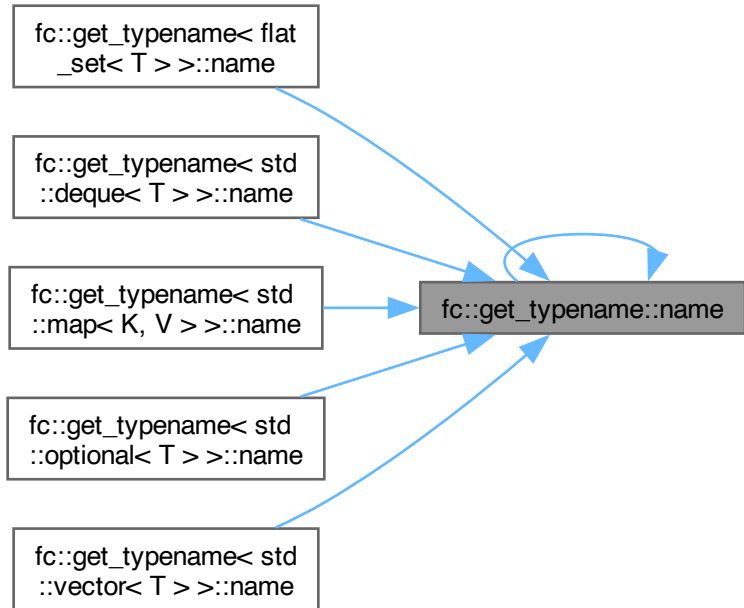 fc::get_typename< flat
_set< T > >::name
fc::get_typename< std
::deque< T > >::name
fc::get_typename< std
::map< K, V > >::name
fc::get_typename::name
fc::get_typename< std
::optional< T > >::name
fc::get_typename< std
::vector< T > >::name